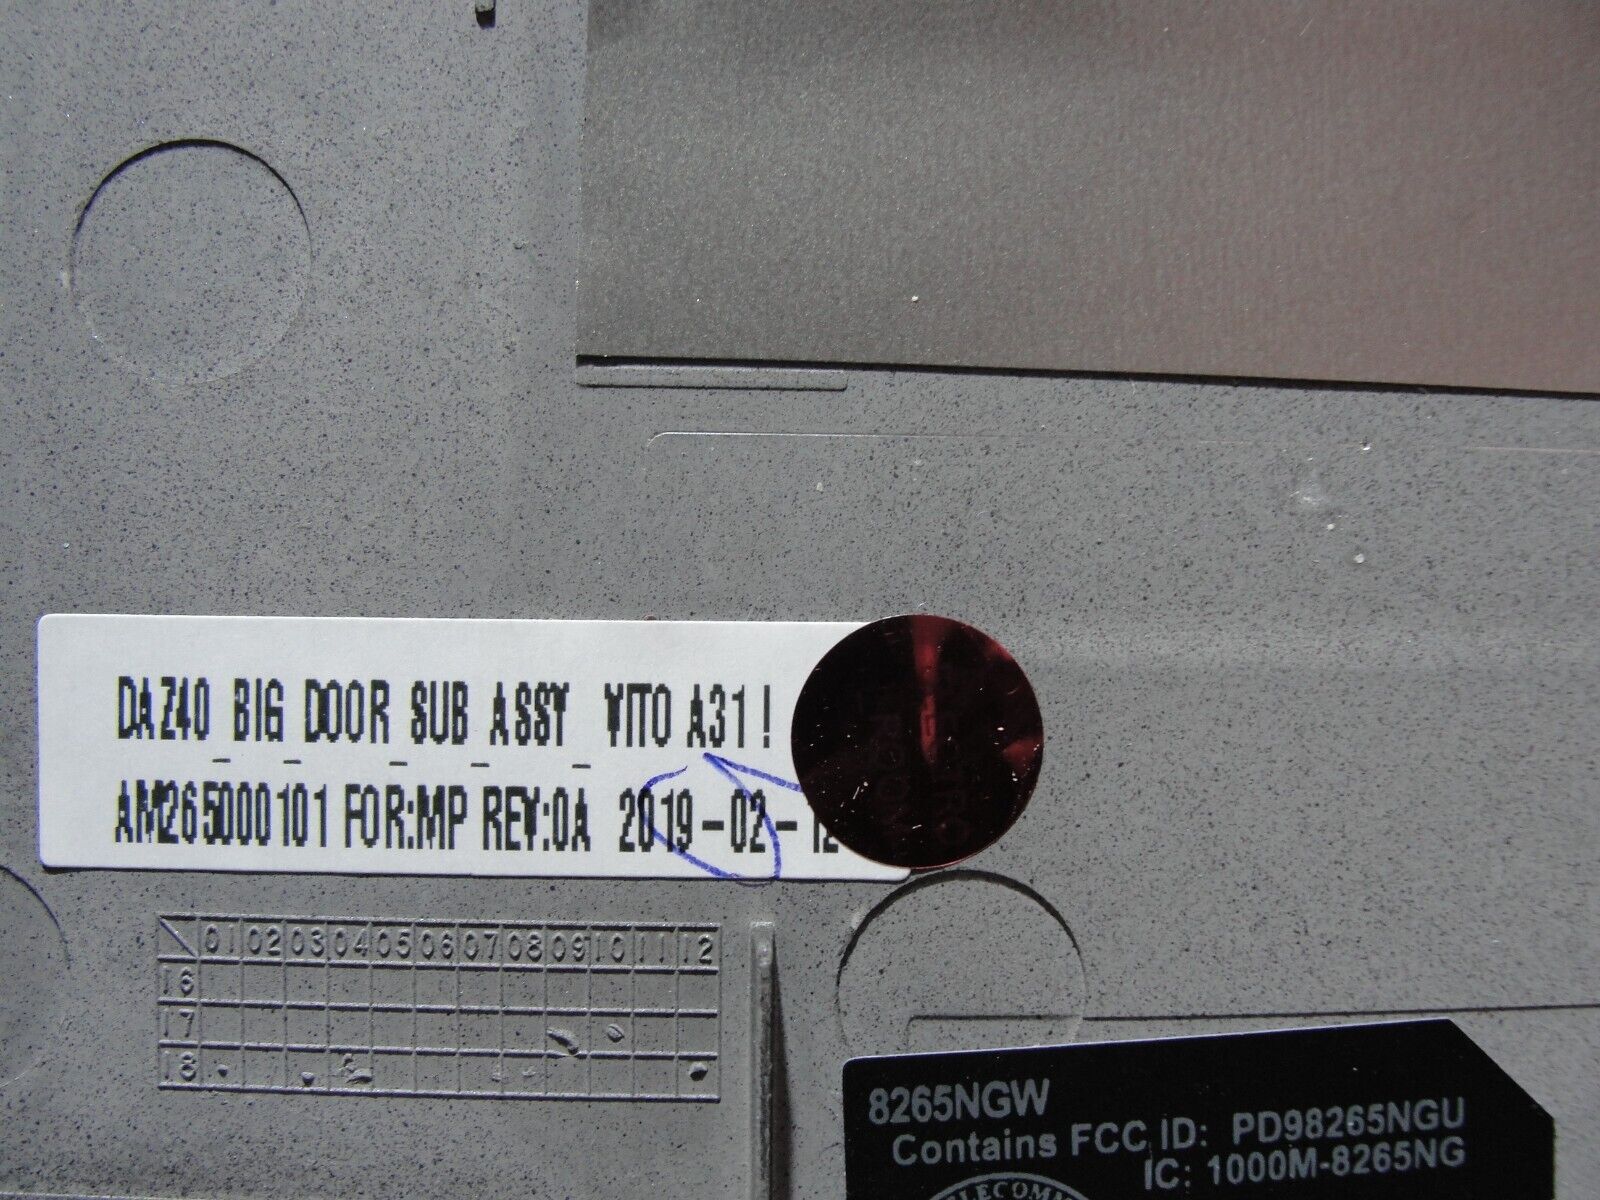 DAZ40_BIG_DOOR_SUB_ASSY_VITO A31!
AM265000101 FOR:MP REV:0A 2019-02-12
01 02 03 04 05 06 07 08 09 10 11 12
16
17
18
8265NGW
Contains FCC ID: PD98265NGU
IC: 1000M-8265NG